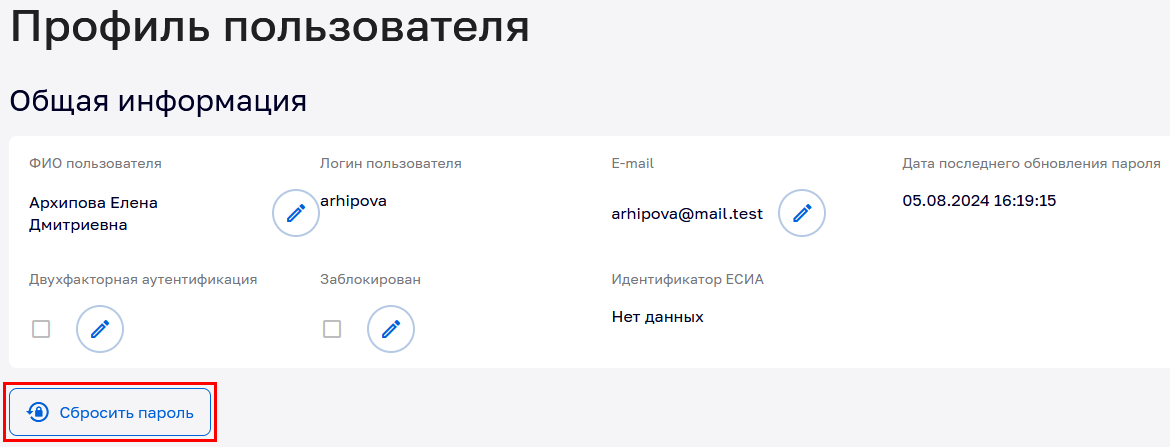 Профиль пользователя
Общая информация
ФИО пользователя
Архипова Елена
Дмитриевна
Логин пользователя
arhipova
E-mail
arhipova@mail.test
Дата последнего обновления пароля
05.08.2024 16:19:15
Двухфакторная аутентификация
Заблокирован
Идентификатор ЕСИА
Нет данных
Сбросить пароль